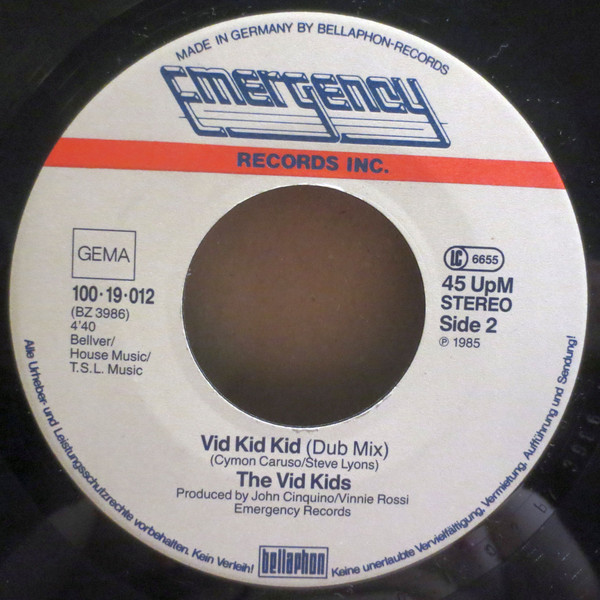 MADE IN GERMANY BY BELLAPHON-RECORDS
Emergency
RECORDS INC.
GEMA
100·19·012
(BZ 3986)
4'40
Bellver/
House Music/
T.S.L. Music
LC 6655
45 UpM
STEREO
Side 2
℗ 1985
Vid Kid Kid (Dub Mix)
(Cymon Caruso/Steve Lyons)
The Vid Kids
Produced by John Cinquino/Vinnie Rossi
Emergency Records
Alle Urheber und Leistungsschutzrechte vorbehalten. Kein Verleih!
bellaphon
Keine unerlaubte Vervielfältigung, Vermietung, Aufführung und Sendung!